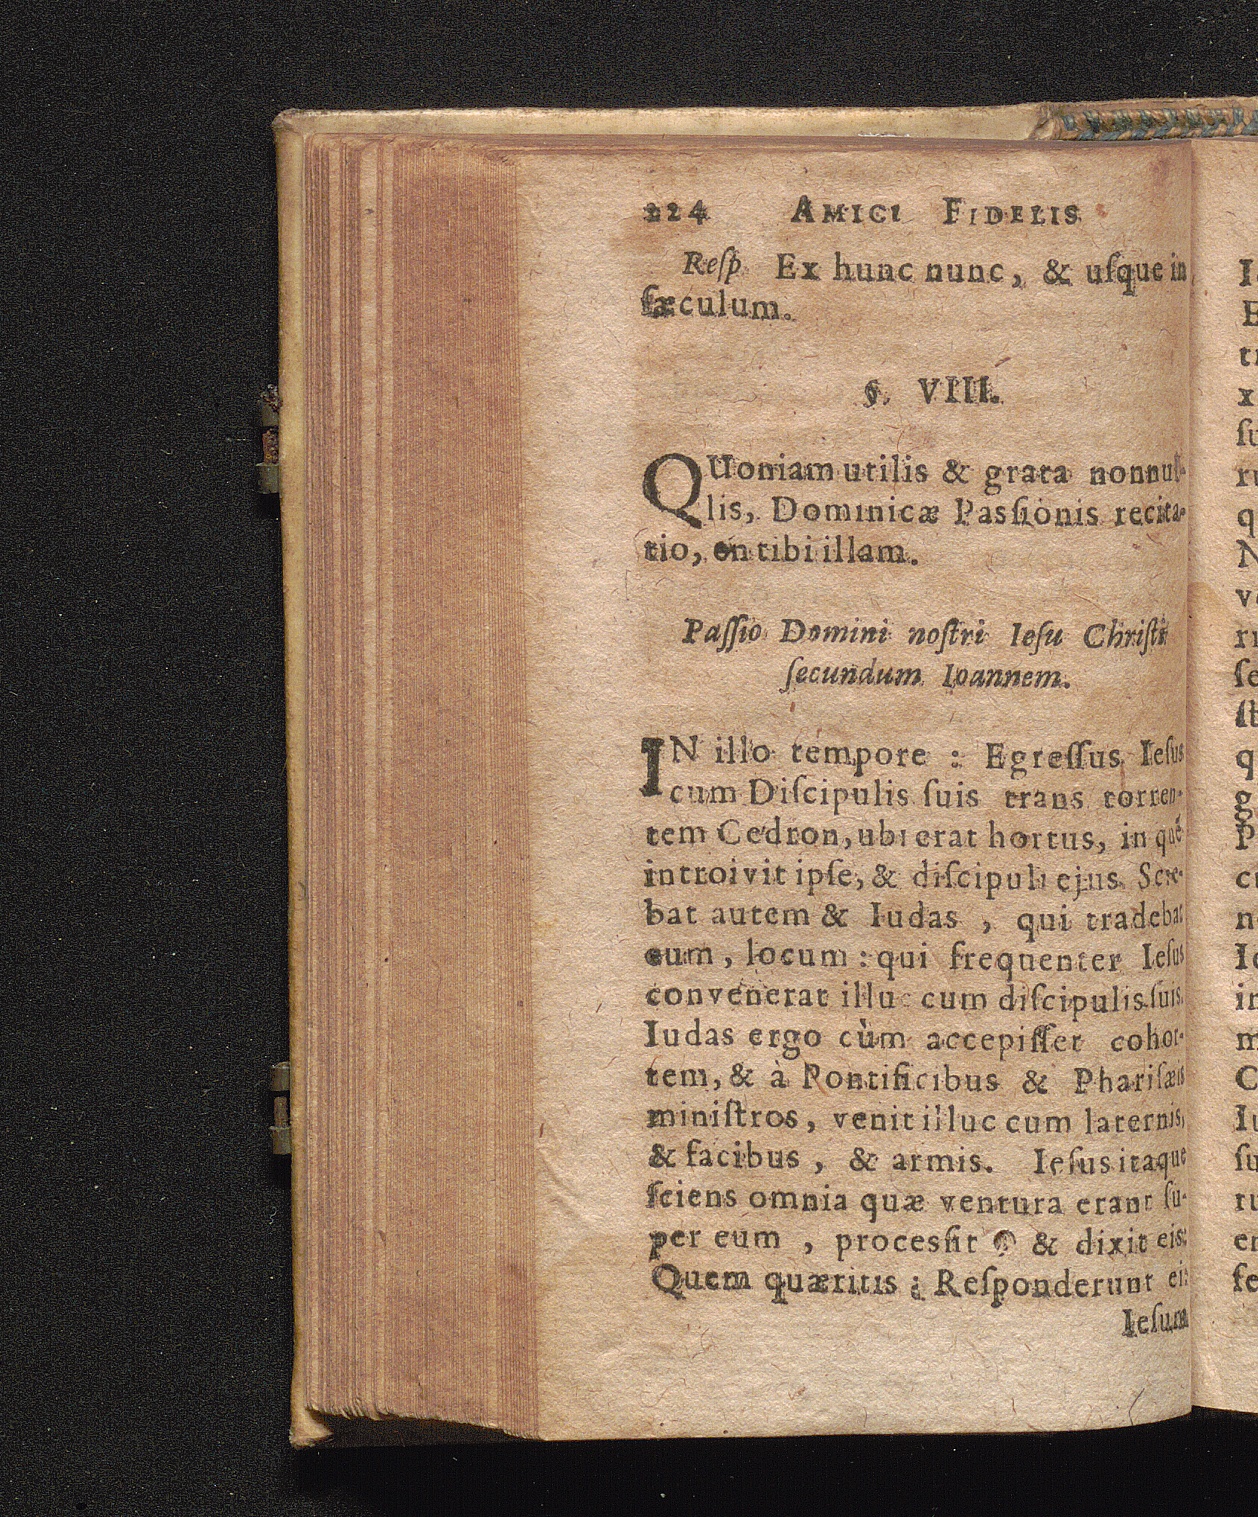 224 AMICI FIDELIS
Reſp. Ex hunc nunc, & uſque in
ſæculum.
§. VIII.
QUoniam utilis & grata nonnul-
lis, Dominicæ Pasſionis recita-
tio, en tibi illam.
Paſſio Domini noſtri Ieſu Chriſti
ſecundum Ioannem.
IN illo tempore : Egreſſus Ieſus
cum Diſcipulis ſuis trans torren-
tem Cedron, ubi erat hortus, in quẽ
introivit ipſe, & diſcipuli ejus. Scie-
bat autem & Iudas , qui tradebat
eum, locum : qui frequenter Ieſus
convenerat illuc cum diſcipulis ſuis.
Iudas ergo cùm accepiſſet cohor-
tem, & à Pontificibus & Phariſæis
miniſtros, venit illuc cum laternis,
& facibus, & armis. Ieſus itaque
ſciens omnia quæ ventura erant ſu-
per eum , procesſit & dixit eis:
Quem quæritis ¿ Reſponderunt ei:
Ieſum